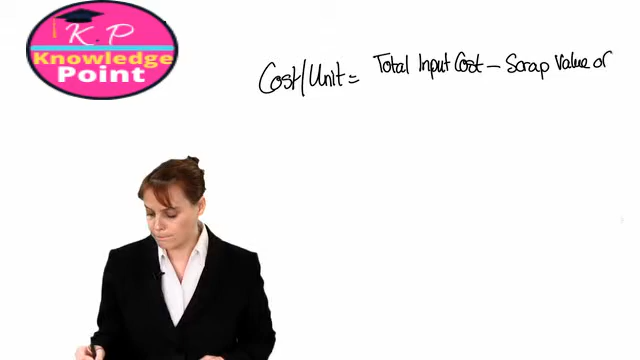 K.P
Knowledge
Point
Cost/Unit = Total Input Cost - Scrap Value of